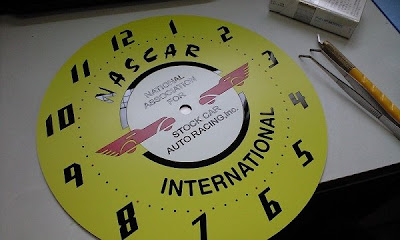 12
1
2
3
4
5
6
7
8
9
10
11
NASCAR
NATIONAL
ASSOCIATION
FOR
STOCK CAR
AUTO RACING,Inc.
INTERNATIONAL